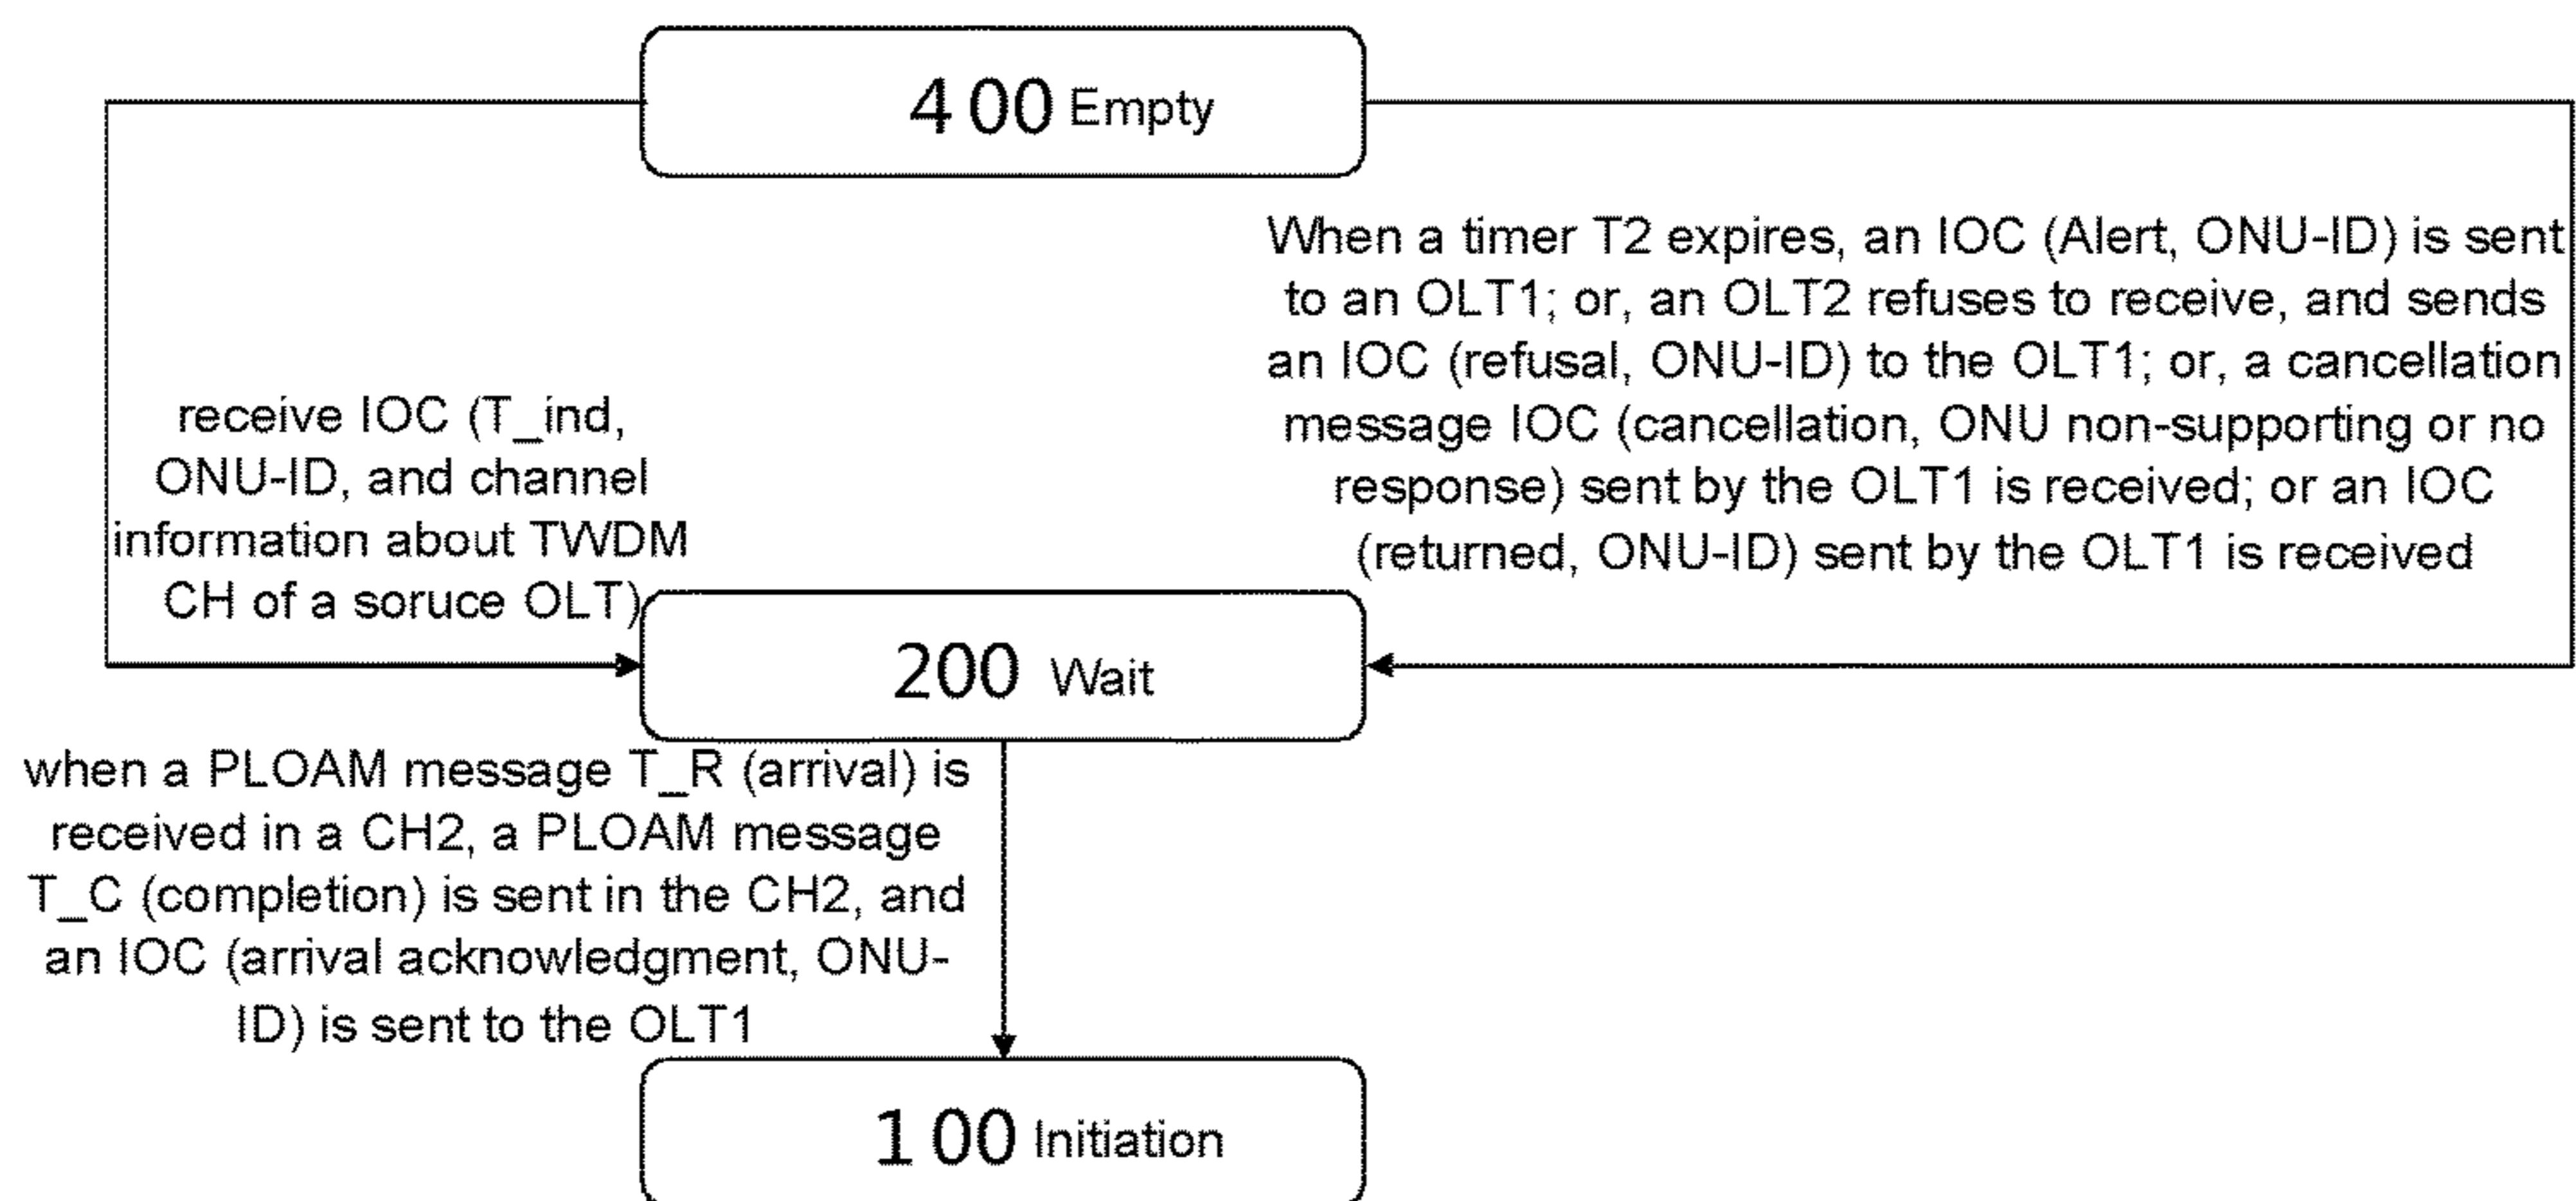 4 00 Empty
When a timer T2 expires, an IOC (Alert, ONU-ID) is sent
to an OLT1; or, an OLT2 refuses to receive, and sends
an IOC (refusal, ONU-ID) to the OLT1; or, a cancellation
message IOC (cancellation, ONU non-supporting or no
response) sent by the OLT1 is received; or an IOC
(returned, ONU-ID) sent by the OLT1 is received
receive IOC (T_ind,
ONU-ID, and channel
information about TWDM
CH of a soruce OLT)
200 Wait
when a PLOAM message T_R (arrival) is
received in a CH2, a PLOAM message
T_C (completion) is sent in the CH2, and
an IOC (arrival acknowledgment, ONU-
ID) is sent to the OLT1
1 00 Initiation